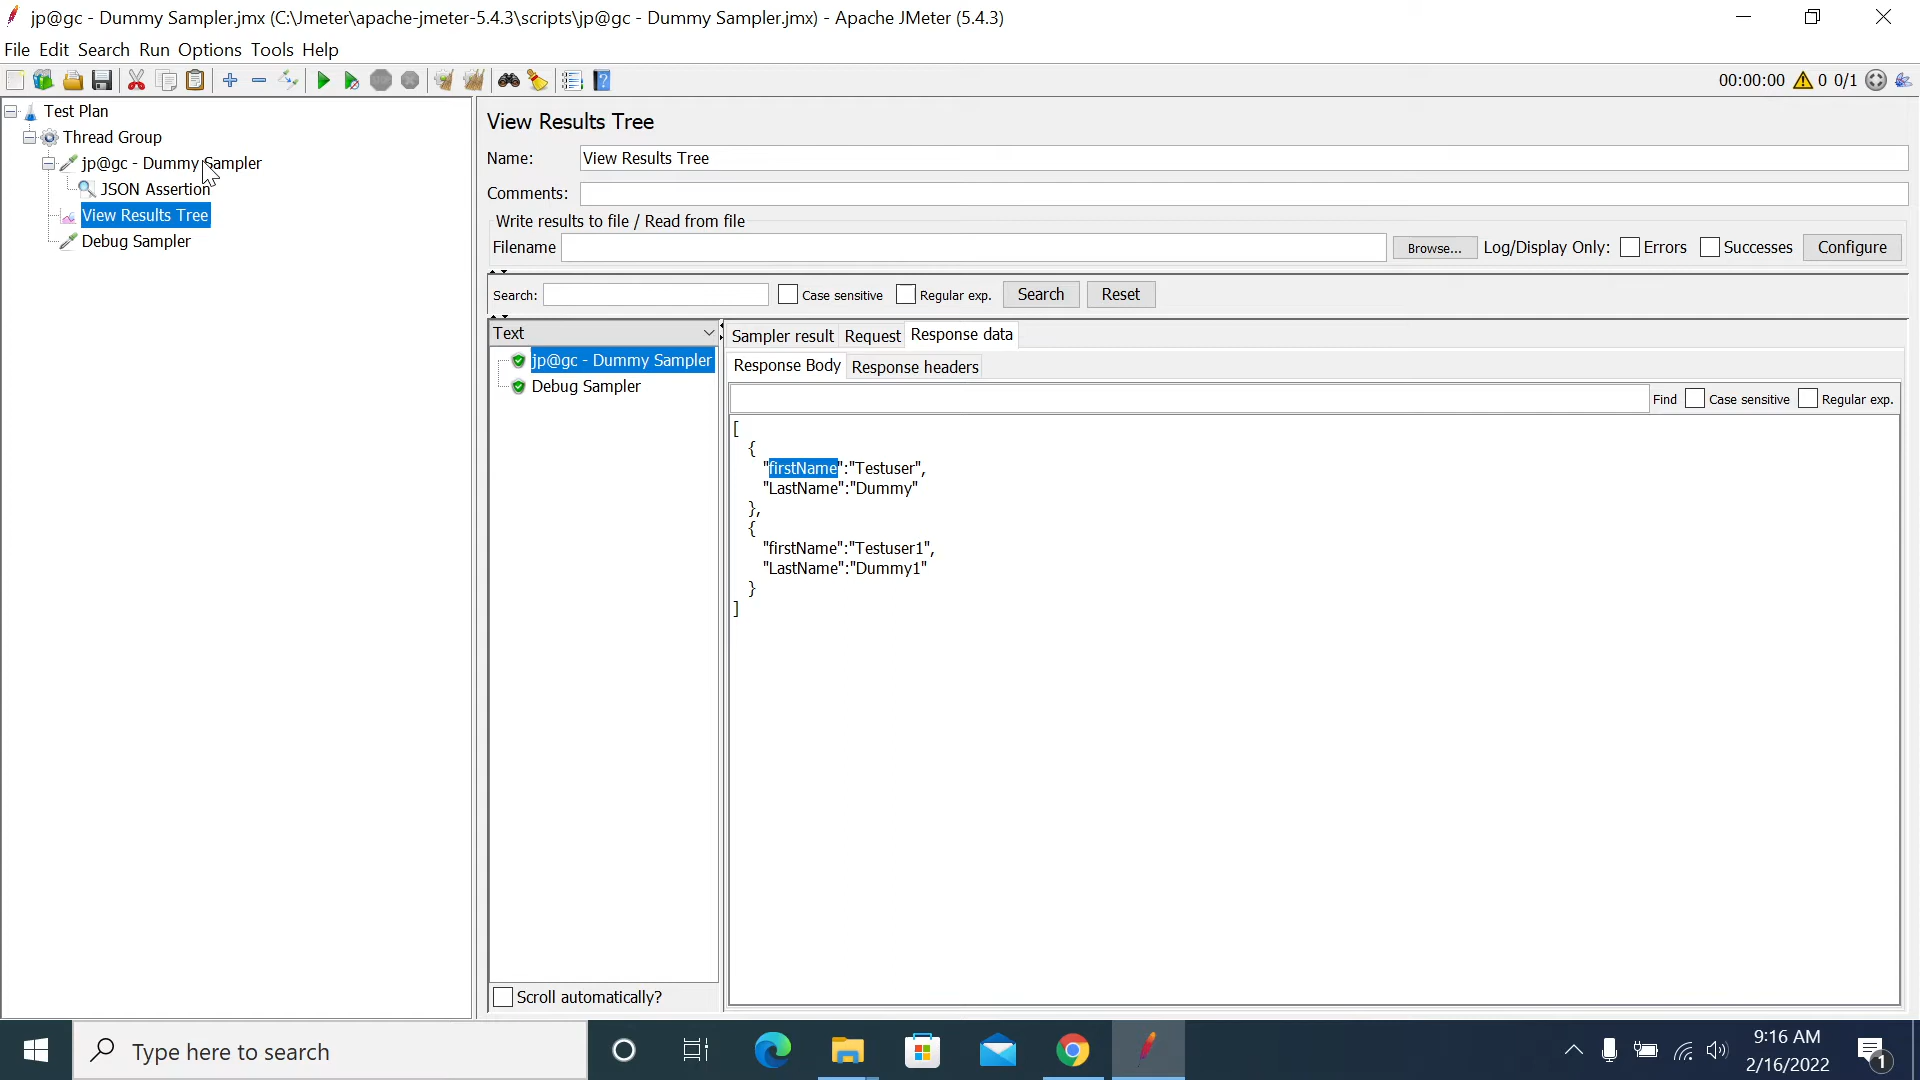 jp@gc - Dummy Sampler.jmx (C:\Jmeter\apache-jmeter-5.4.3\scripts\jp@gc - Dummy Sampler.jmx) - Apache JMeter (5.4.3)
File Edit Search Run Options Tools Help
00:00:00 0 0/1
Test Plan
Thread Group
jp@gc - Dummy Sampler
JSON Assertion
View Results Tree
Debug Sampler
View Results Tree
Name: View Results Tree
Comments:
Write results to file / Read from file
Filename Browse... Log/Display Only: Errors Successes Configure
Search: Case sensitive Regular exp. Search Reset
Text
jp@gc - Dummy Sampler
Debug Sampler
Scroll automatically?
Sampler result Request Response data
Response Body Response headers
Find Case sensitive Regular exp.
[
{
"firstName":"Testuser",
"LastName":"Dummy"
},
{
"firstName":"Testuser1",
"LastName":"Dummy1"
}
]
Type here to search
9:16 AM
2/16/2022
1